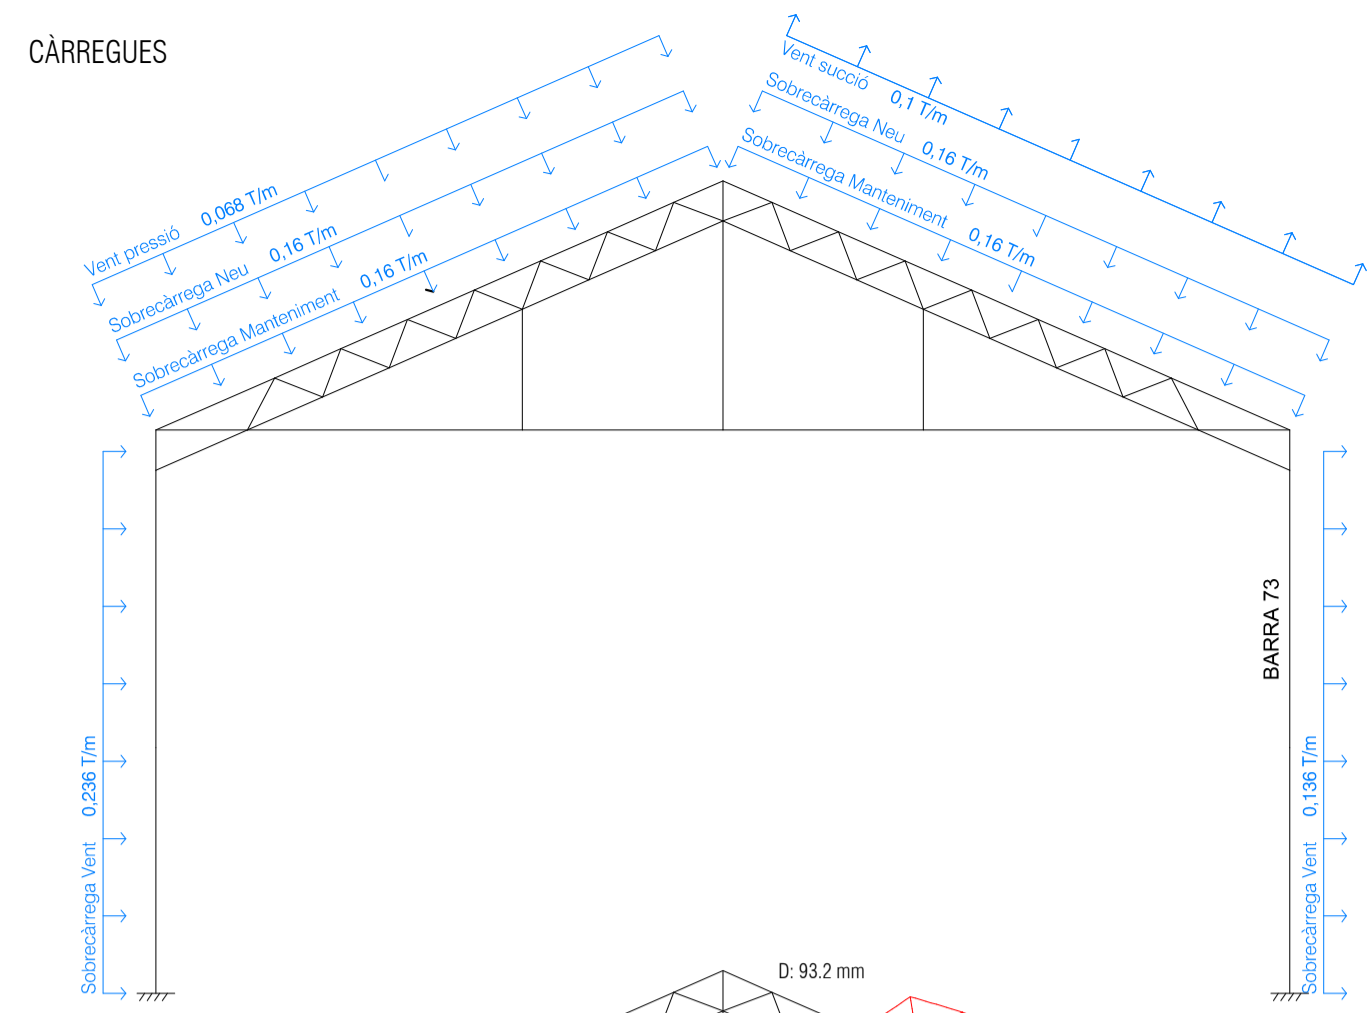 CÀRREGUES
Vent pressió 0,068 T/m
Sobrecàrrega Neu 0,16 T/m
Sobrecàrrega Manteniment 0,16 T/m
Vent succió 0,1 T/m
Sobrecàrrega Neu 0,16 T/m
Sobrecàrrega Manteniment 0,16 T/m
Sobrecàrrega Vent 0,236 T/m
BARRA 73
Sobrecàrrega Vent 0,136 T/m
D: 93.2 mm